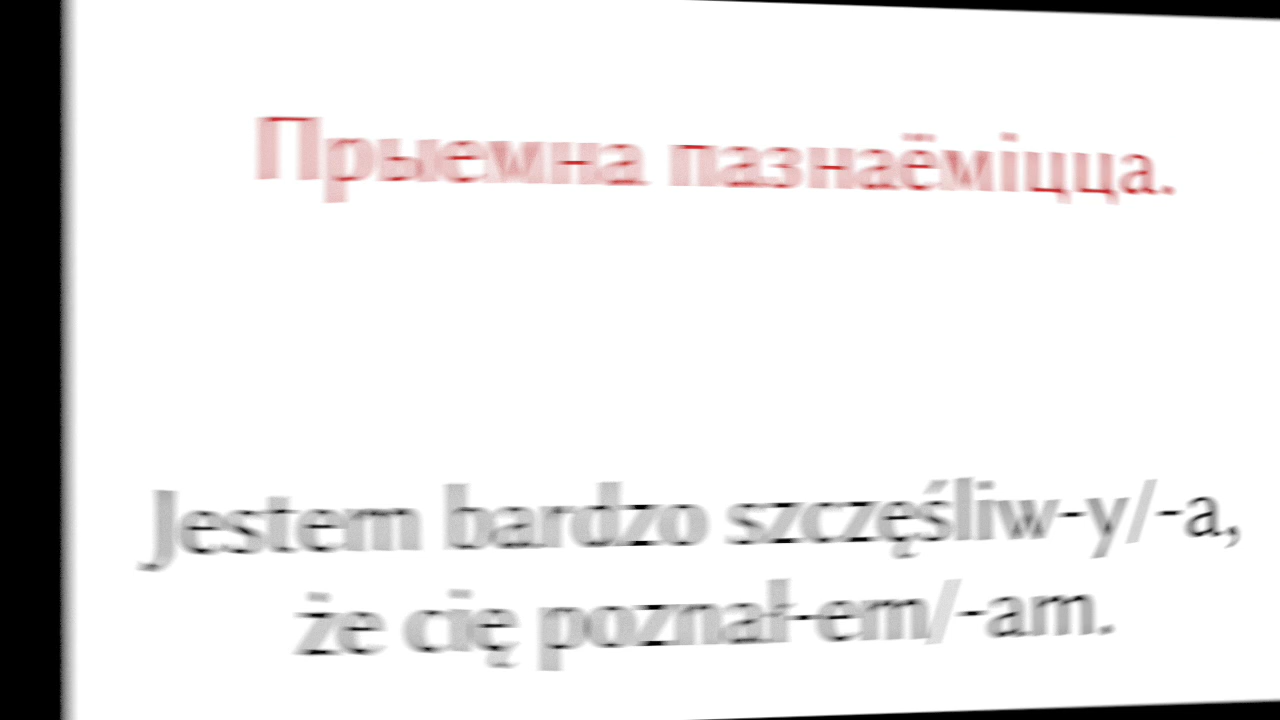 Прыемна пазнаёміцца.
Jestem bardzo szczęśliw-y/-a,
że cię poznał-em/-am.